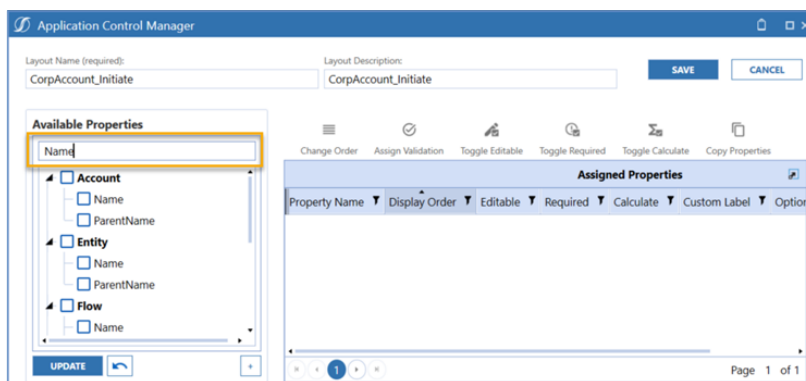 Application Control Manager
Layout Name (required):
Layout Description:
CorpAccount_Initiate
CorpAccount_Initiate
SAVE
CANCEL
Available Properties
Name
Account
Name
ParentName
Entity
Name
ParentName
Flow
Name
UPDATE
+
Change Order
Assign Validation
Toggle Editable
Toggle Required
Toggle Calculate
Copy Properties
Assigned Properties
Property Name
Display Order
Editable
Required
Calculate
Custom Label
Option
1
Page 1 of 1